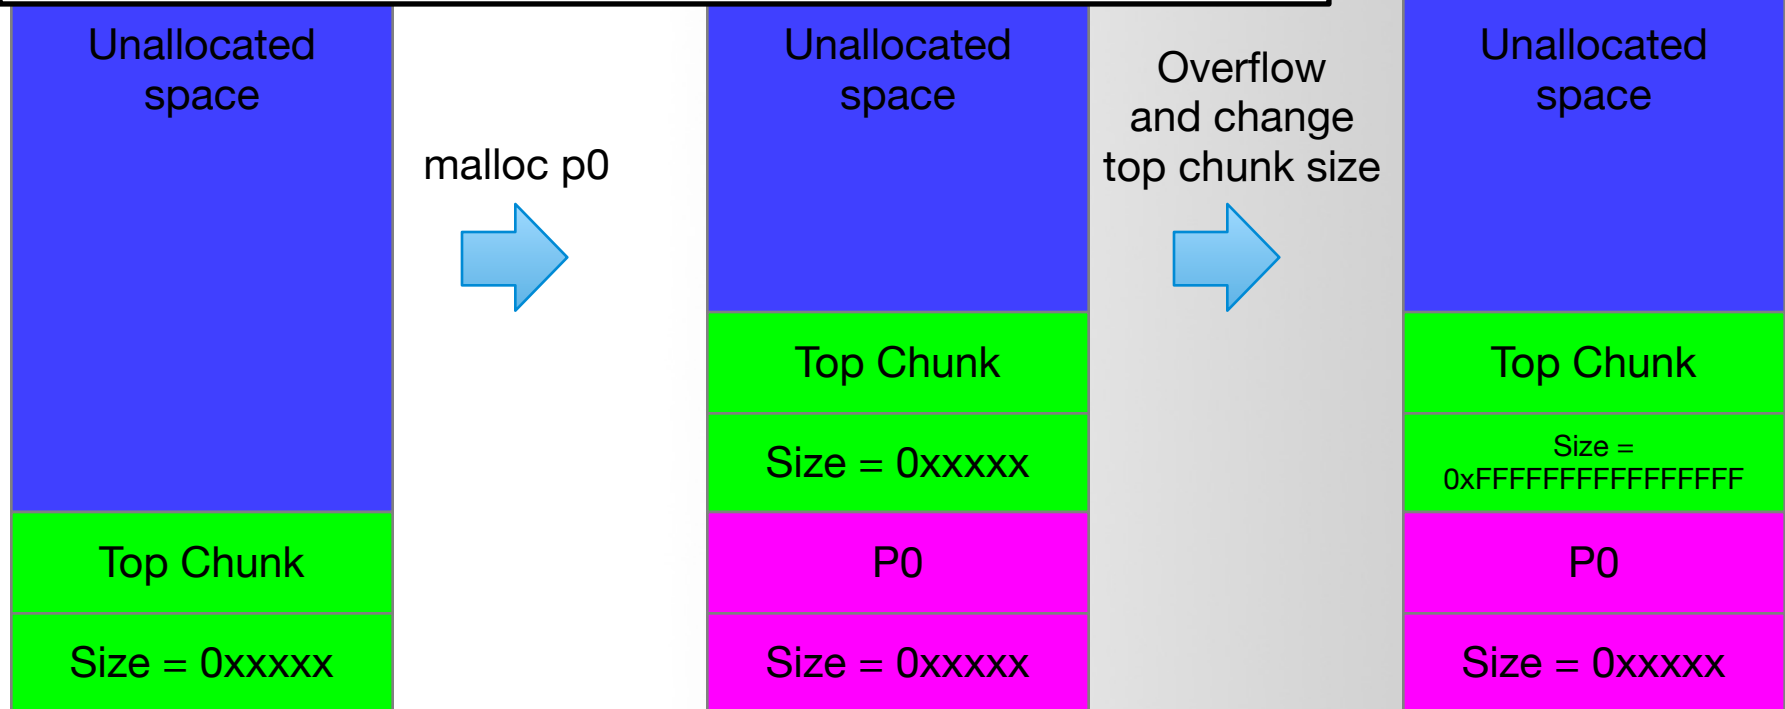 Unallocated
space
Top Chunk
Size = 0xxxxx
malloc p0
Unallocated
space
Top Chunk
Size = 0xxxxx
P0
Size = 0xxxxx
Overflow
and change
top chunk size
Unallocated
space
Top Chunk
Size =
0xFFFFFFFFFFFFFFFF
P0
Size = 0xxxxx